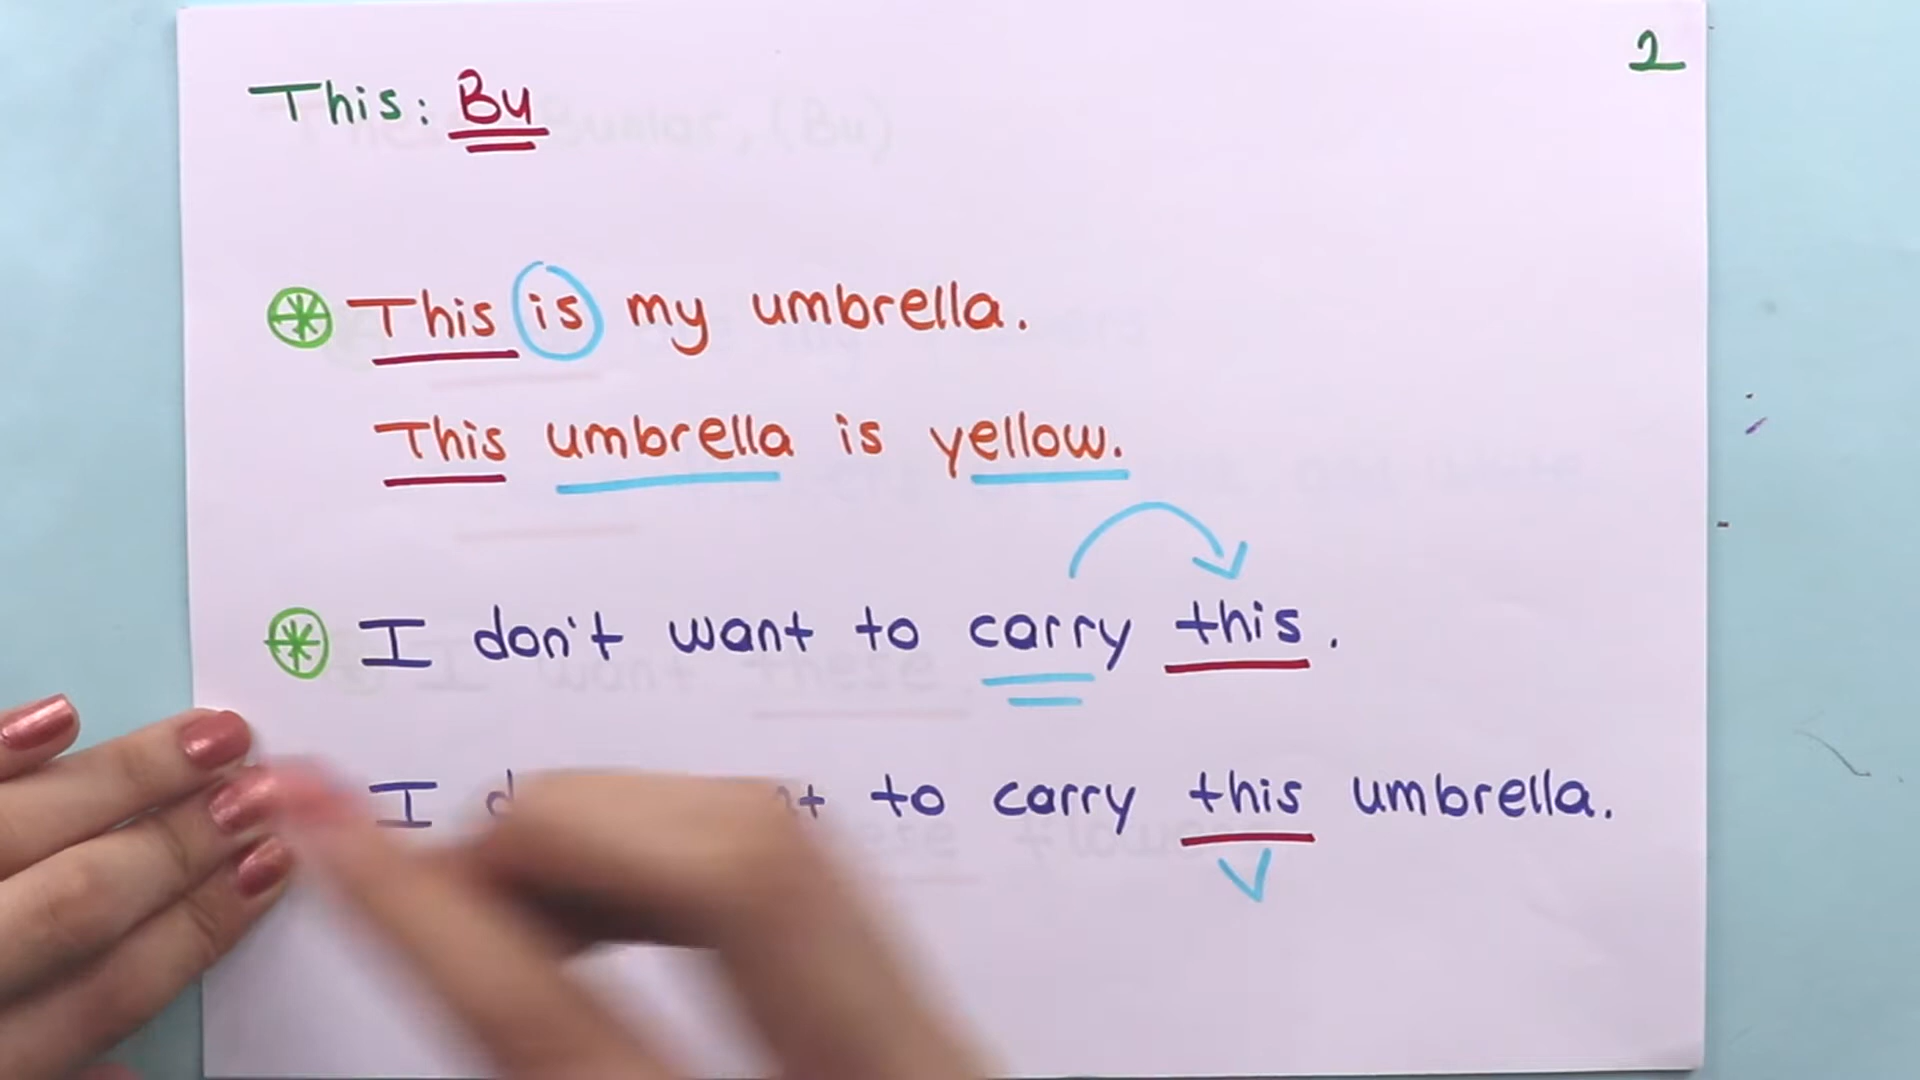 2
This: Bu
This is my umbrella.
This umbrella is yellow.
I don't want to carry this.
I to carry this umbrella.